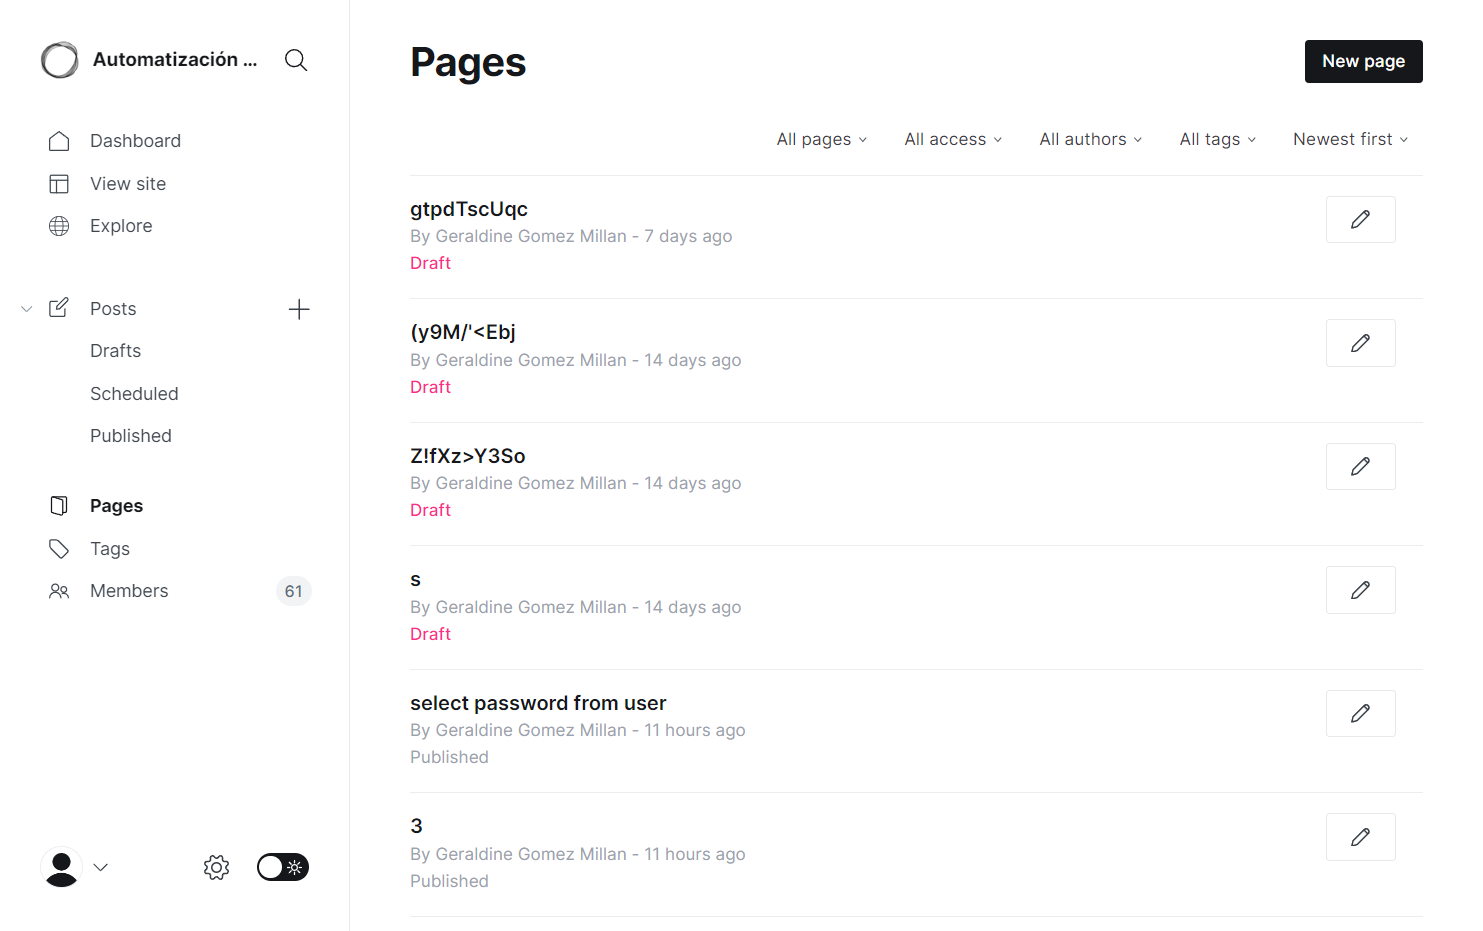 Automatización ...
Dashboard
View site
Explore
Posts
Drafts
Scheduled
Published
Pages
Tags
Members 61
Pages
New page
All pages All access All authors All tags Newest first
gtpdTscUqc
By Geraldine Gomez Millan - 7 days ago
Draft
(y9M/'<Ebj
By Geraldine Gomez Millan - 14 days ago
Draft
Z!fXz>Y3So
By Geraldine Gomez Millan - 14 days ago
Draft
s
By Geraldine Gomez Millan - 14 days ago
Draft
select password from user
By Geraldine Gomez Millan - 11 hours ago
Published
3
By Geraldine Gomez Millan - 11 hours ago
Published